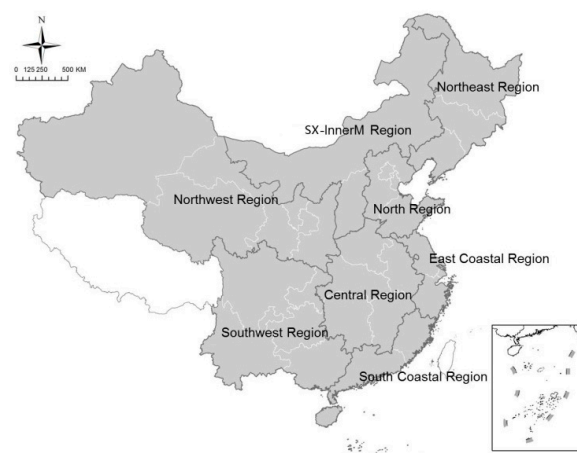 N
0 125 250 500 KM
Northeast Region
SX-InnerM Region
Northwest Region
North Region
East Coastal Region
Central Region
Southwest Region
South Coastal Region